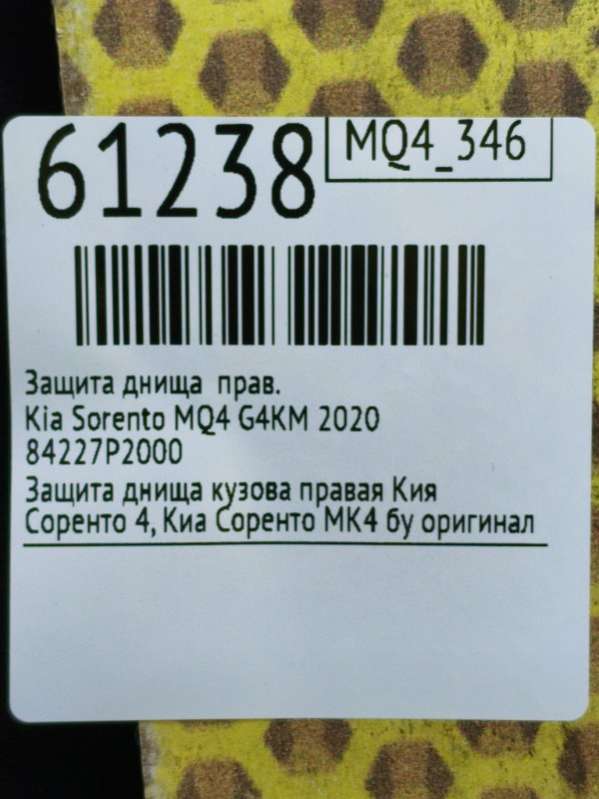 61238
MQ4_346
Защита днища прав.
Kia Sorento MQ4 G4KM 2020
84227P2000
Защита днища кузова правая Кия
Соренто 4, Киа Соренто МК4 бу оригинал